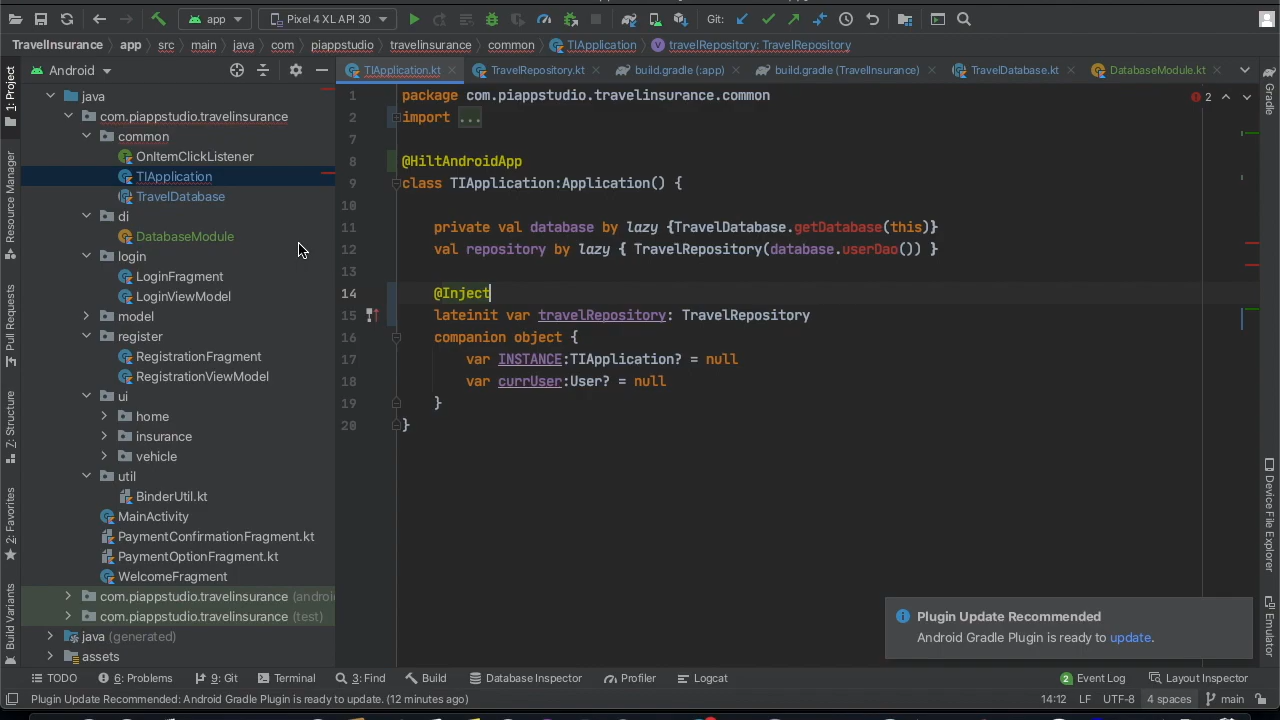 app
Pixel 4 XL API 30
Git:
TravelInsurance
app
src
main
java
com
piappstudio
travelinsurance
common
TIApplication
travelRepository: TravelRepository
Android
TIApplication.kt
TravelRepository.kt
build.gradle (:app)
build.gradle (TravelInsurance)
TravelDatabase.kt
DatabaseModule.kt
1: Project
Resource Manager
Pull Requests
Z: Structure
2: Favorites
Build Variants
java
com.piappstudio.travelinsurance
common
OnItemClickListener
TIApplication
TravelDatabase
di
DatabaseModule
login
LoginFragment
LoginViewModel
model
register
RegistrationFragment
RegistrationViewModel
ui
home
insurance
vehicle
util
BinderUtil.kt
MainActivity
PaymentConfirmationFragment.kt
PaymentOptionFragment.kt
WelcomeFragment
com.piappstudio.travelinsurance (androi
com.piappstudio.travelinsurance (test)
java (generated)
assets
1 package com.piappstudio.travelinsurance.common
2 import ...
7
8 @HiltAndroidApp
9 class TIApplication:Application() {
10
11 private val database by lazy {TravelDatabase.getDatabase(this)}
12 val repository by lazy { TravelRepository(database.userDao()) }
13
14 @Inject
15 lateinit var travelRepository: TravelRepository
16 companion object {
17 var INSTANCE:TIApplication? = null
18 var currUser:User? = null
19 }
20 }
2
Gradle
Device File Explorer
Emulator
Plugin Update Recommended
Android Gradle Plugin is ready to update.
TODO
6: Problems
9: Git
Terminal
3: Find
Build
Database Inspector
Profiler
Logcat
2 Event Log
Layout Inspector
Plugin Update Recommended: Android Gradle Plugin is ready to update. (12 minutes ago)
14:12
LF
UTF-8
4 spaces
main